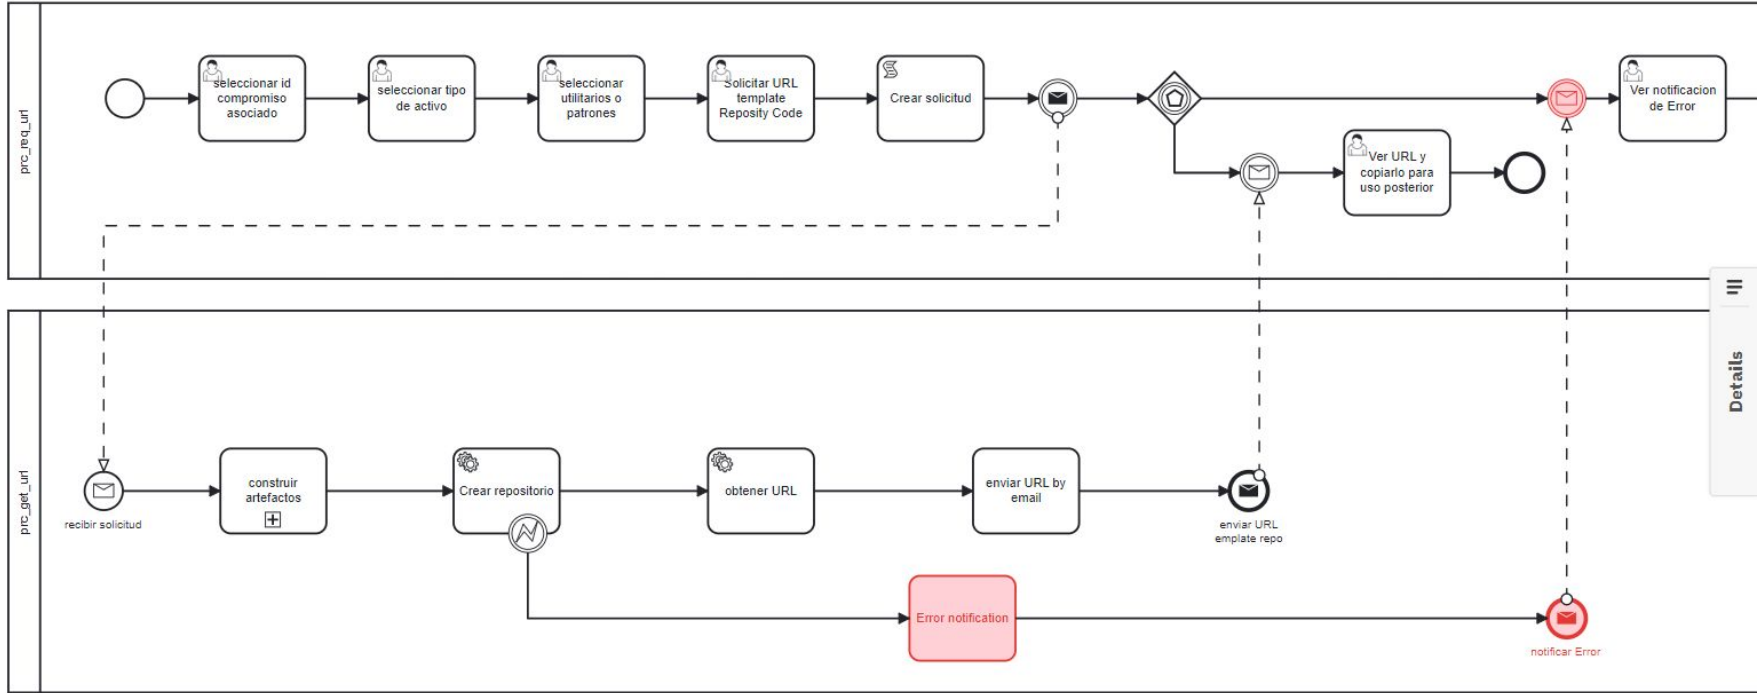 prc_req_url
seleccionar id
compromiso
asociado
seleccionar tipo
de activo
seleccionar
utilitarios o
patrones
Solicitar URL
template
Reposity Code
Crear solicitud
Ver notificacion
de Error
Ver URL y
copiarlo para
uso posterior
Details
prc_get_url
recibir solicitud
construir
artefactos
Crear repositorio
obtener URL
enviar URL by
email
enviar URL
emplate repo
Error notification
notificar Error